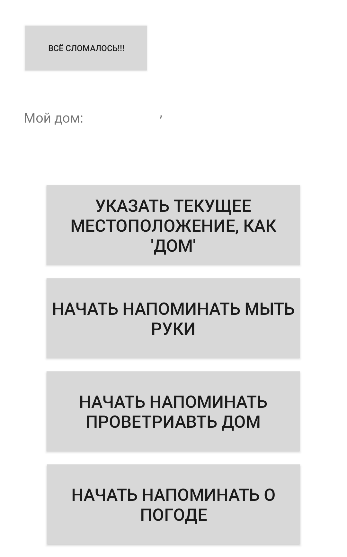 ВСЁ СЛОМАЛОСЬ!!!
Мой дом:
УКАЗАТЬ ТЕКУЩЕЕ
МЕСТОПОЛОЖЕНИЕ, КАК
'ДОМ'
НАЧАТЬ НАПОМИНАТЬ МЫТЬ
РУКИ
НАЧАТЬ НАПОМИНАТЬ
ПРОВЕТРИАВТЬ ДОМ
НАЧАТЬ НАПОМИНАТЬ О
ПОГОДЕ